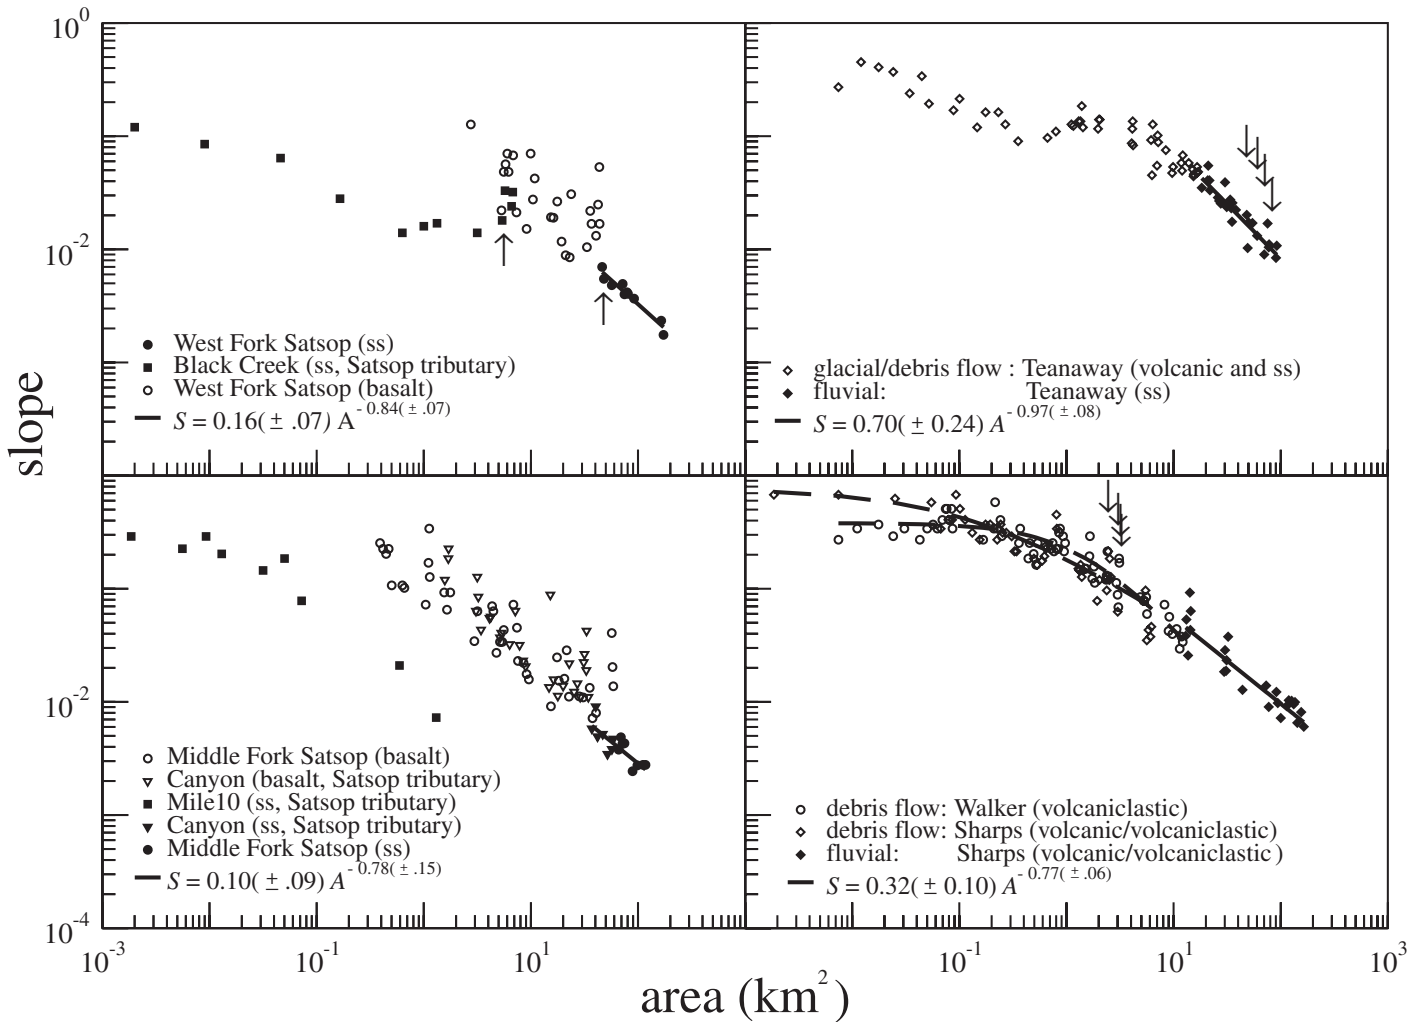 10^0
10^-2
slope
West Fork Satsop (ss)
Black Creek (ss, Satsop tributary)
West Fork Satsop (basalt)
S = 0.16(± .07) A^-0.84(± .07)
glacial/debris flow : Teanaway (volcanic and ss)
fluvial: Teanaway (ss)
S = 0.70(± 0.24) A^-0.97(± .08)
10^-2
10^-4
Middle Fork Satsop (basalt)
Canyon (basalt, Satsop tributary)
Mile10 (ss, Satsop tributary)
Canyon (ss, Satsop tributary)
Middle Fork Satsop (ss)
S = 0.10(± .09) A^-0.78(± .15)
debris flow: Walker (volcaniclastic)
debris flow: Sharps (volcanic/volcaniclastic)
fluvial: Sharps (volcanic/volcaniclastic)
S = 0.32(± 0.10) A^-0.77(± .06)
10^-3 10^-1 10^1 10^-1 10^1 10^3
area (km^2)